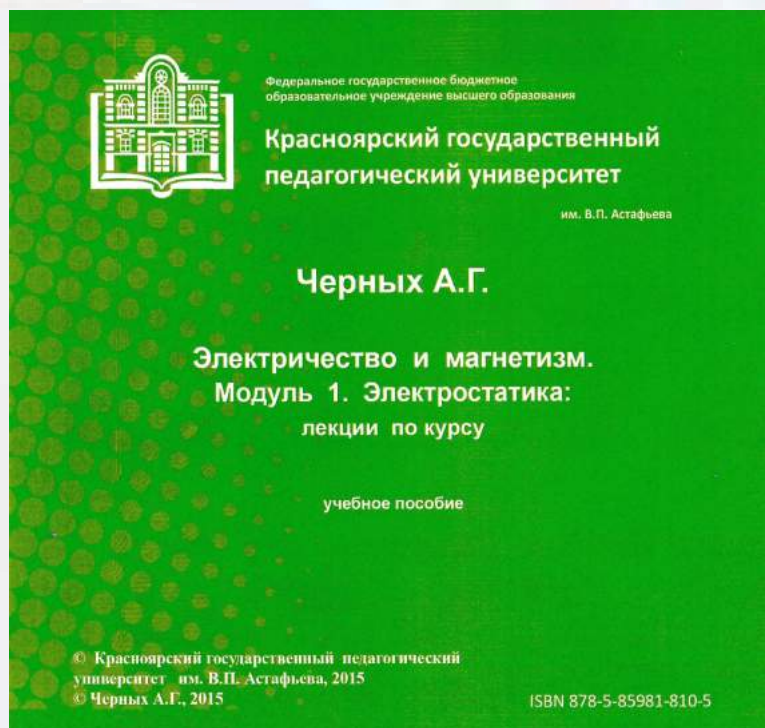 Федеральное государственное бюджетное
образовательное учреждение высшего образования
Красноярский государственный
педагогический университет
им. В.П. Астафьева
Черных А.Г.
Электричество и магнетизм.
Модуль 1. Электростатика:
лекции по курсу
учебное пособие
© Красноярский государственный педагогический
университет им. В.П. Астафьева, 2015
© Черных А.Г., 2015
ISBN 878-5-85981-810-5